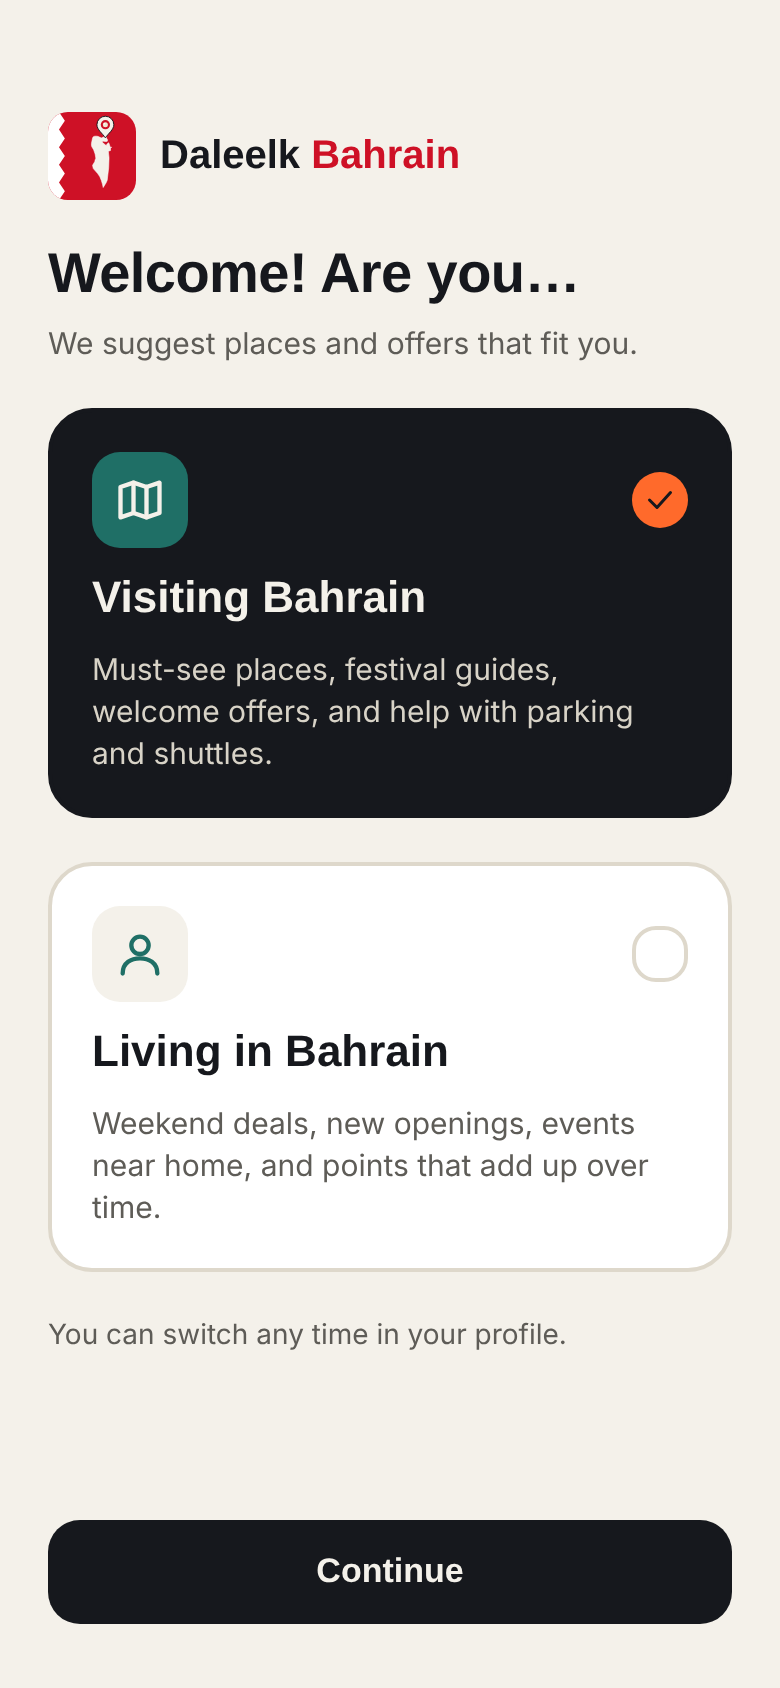 Daleelk Bahrain
Welcome! Are you…
We suggest places and offers that fit you.
Visiting Bahrain
Must-see places, festival guides,
welcome offers, and help with parking
and shuttles.
Living in Bahrain
Weekend deals, new openings, events
near home, and points that add up over
time.
You can switch any time in your profile.
Continue